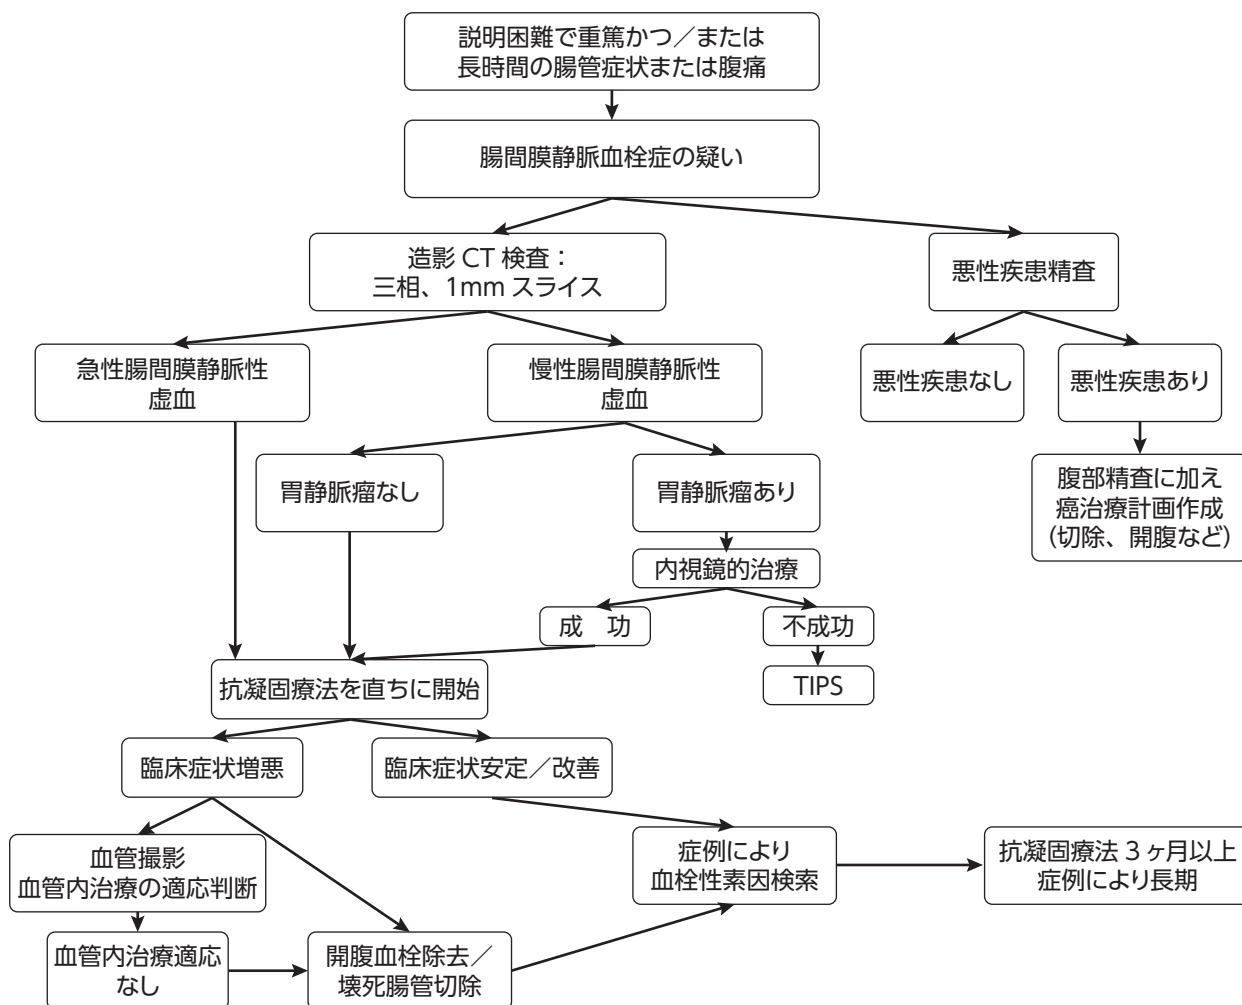 説明困難で重篤かつ／または
長時間の腸管症状または腹痛
腸間膜静脈血栓症の疑い
造影 CT 検査：
三相、1mm スライス
悪性疾患精査
急性腸間膜静脈性
虚血
慢性腸間膜静脈性
虚血
悪性疾患なし
悪性疾患あり
胃静脈瘤なし
胃静脈瘤あり
腹部精査に加え
癌治療計画作成
（切除、開腹など）
内視鏡的治療
成　功
不成功
抗凝固療法を直ちに開始
TIPS
臨床症状増悪
臨床症状安定／改善
血管撮影
血管内治療の適応判断
症例により
血栓性素因検索
抗凝固療法 3 ヶ月以上
症例により長期
血管内治療適応
なし
開腹血栓除去／
壊死腸管切除